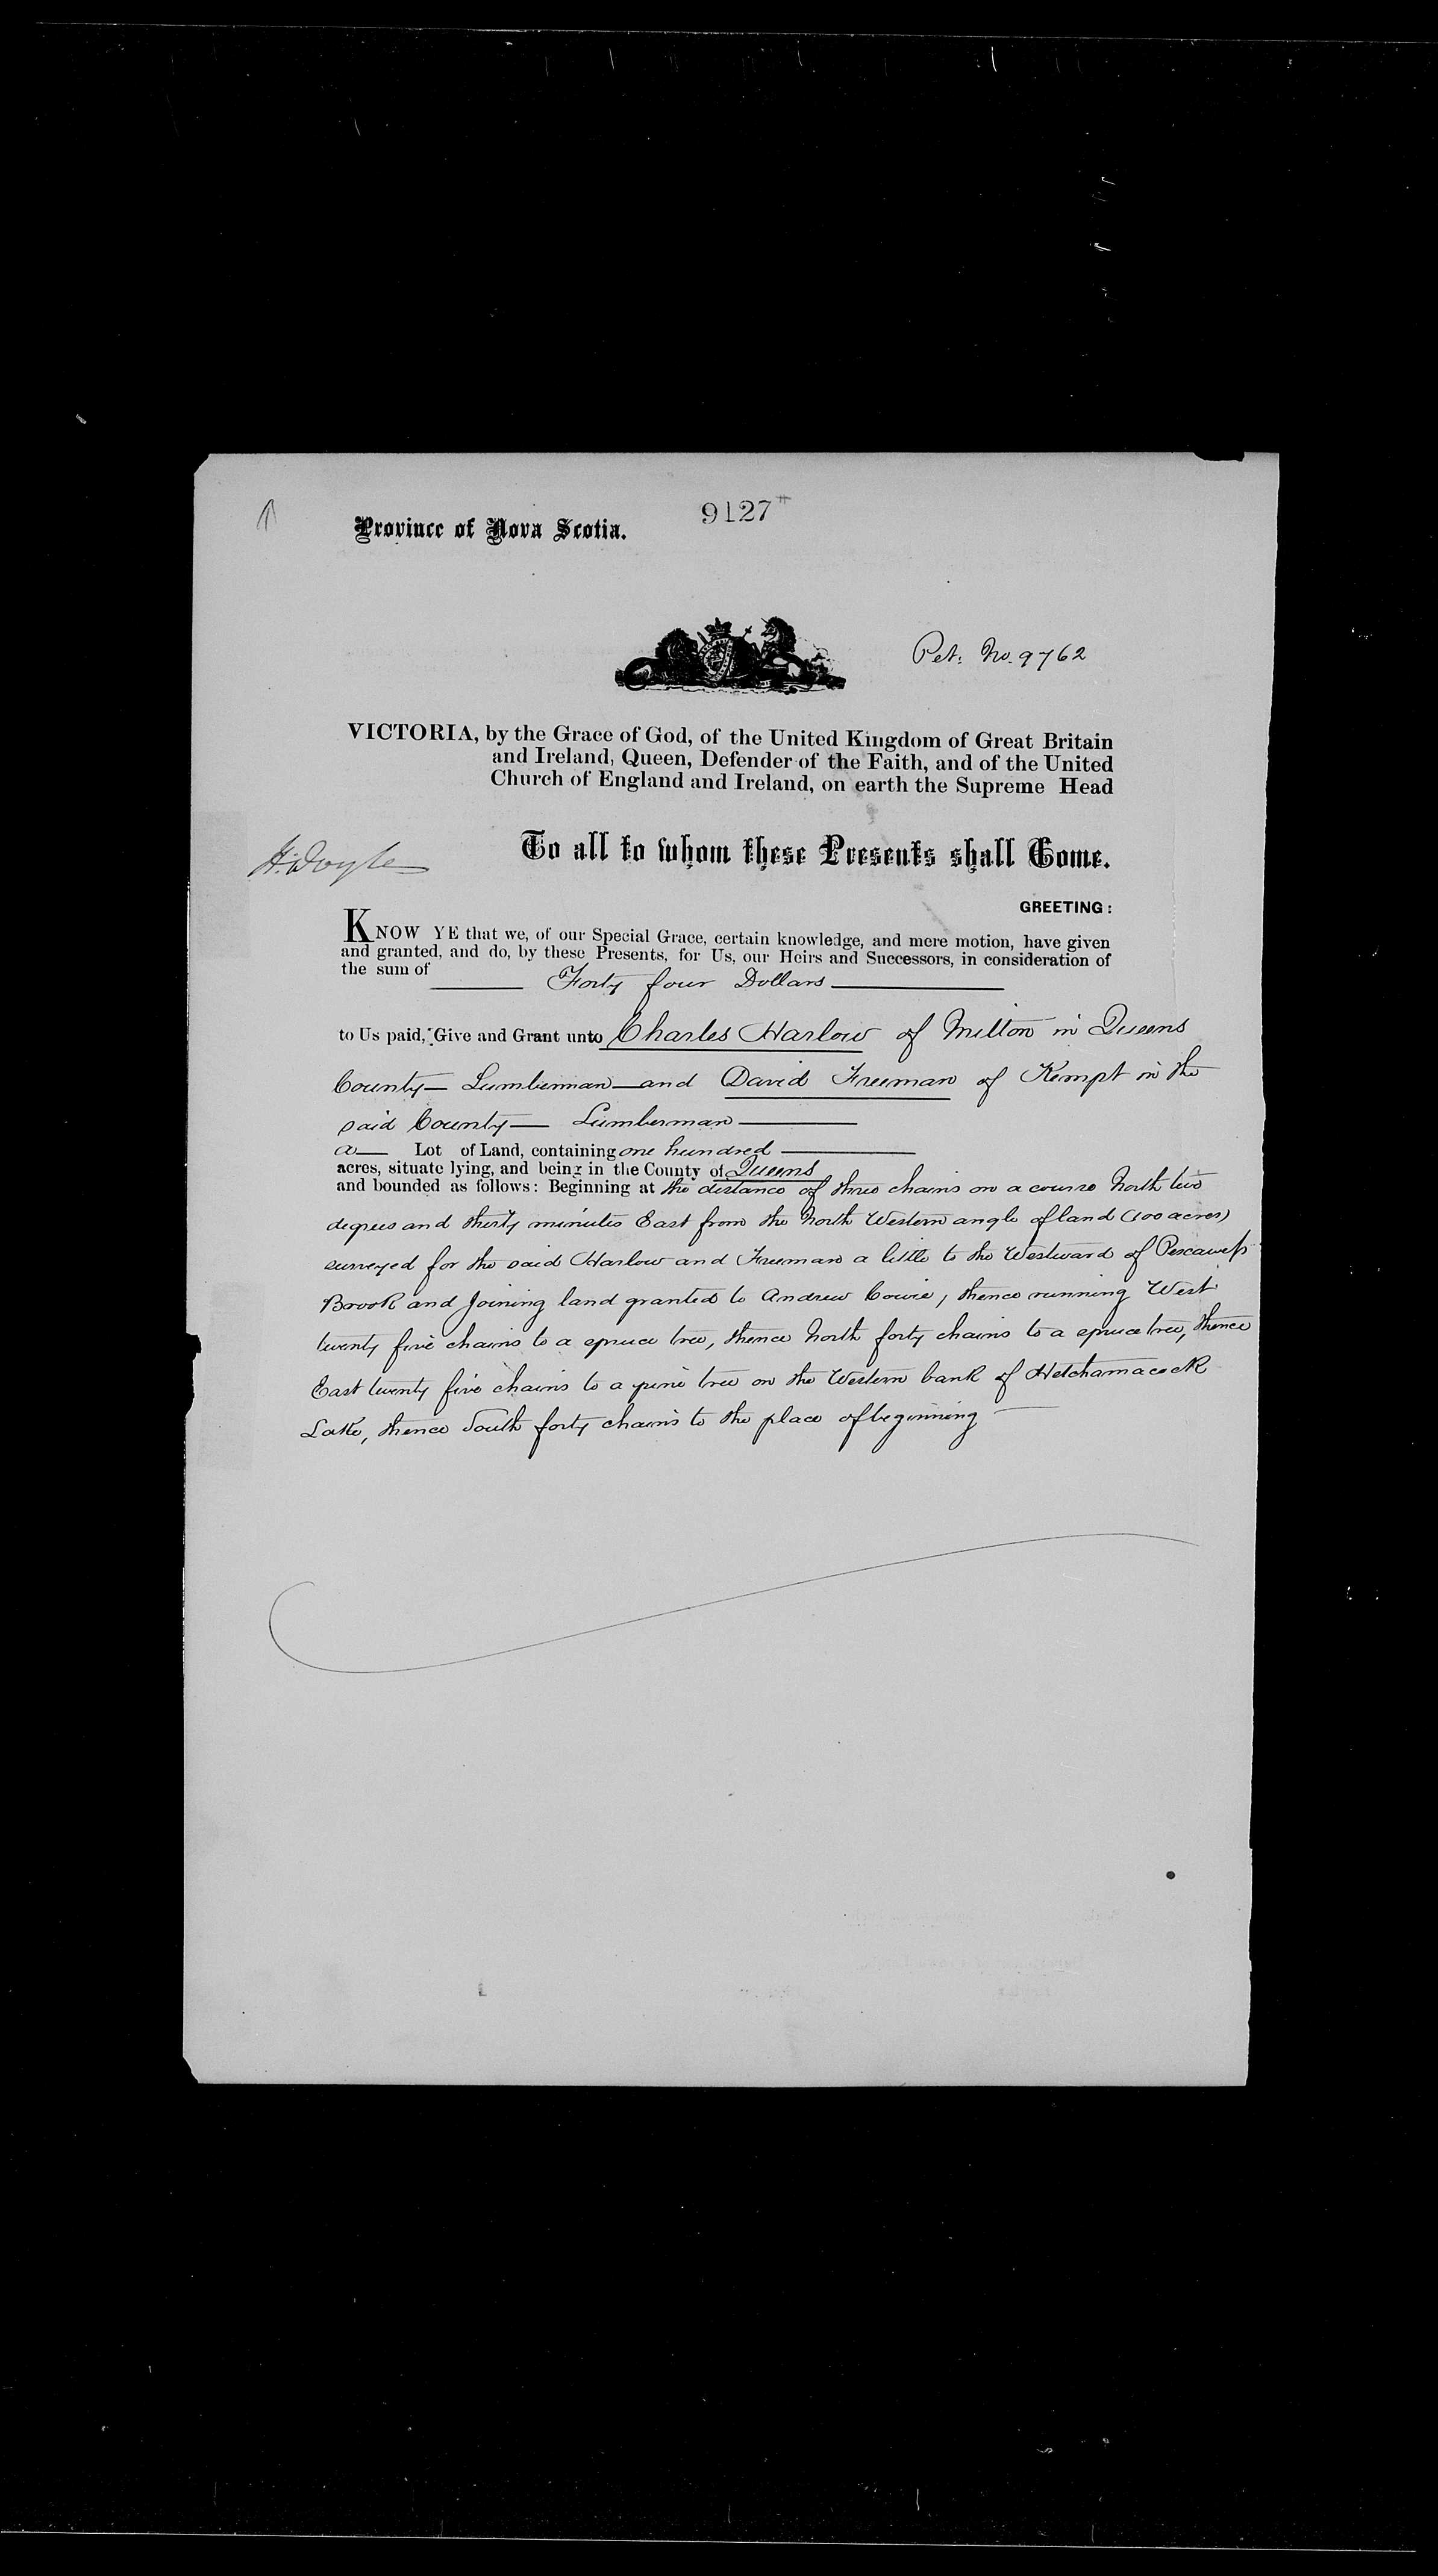 9127
Province of Nova Scotia.
Pet: No. 9762
VICTORIA, by the Grace of God, of the United Kingdom of Great Britain
and Ireland, Queen, Defender of the Faith, and of the United
Church of England and Ireland, on earth the Supreme Head
To all to whom these Presents shall Come.
H. Doyle
GREETING:
KNOW YE that we, of our Special Grace, certain knowledge, and mere motion, have given
and granted, and do, by these Presents, for Us, our Heirs and Successors, in consideration of
the sum of Forty four Dollars
to Us paid, Give and Grant unto Charles Harlow of Milton in Queens
County — Lumberman — and David Freeman of Kempt in the
said County — Lumberman
a — Lot of Land, containing one hundred
acres, situate lying, and being in the County of Queens
and bounded as follows: Beginning at the distance of three chains on a course North two
degrees and thirty minutes East from the North Western angle of land (100 acres)
surveyed for the said Harlow and Freeman a little to the Westward of Pescawess
Brook and Joining land granted to Andrew Cowie, thence running West
twenty five chains to a spruce tree, thence North forty chains to a spruce tree, thence
East twenty five chains to a pine tree on the Western bank of Hetchamacock
Lake, thence South forty chains to the place of beginning